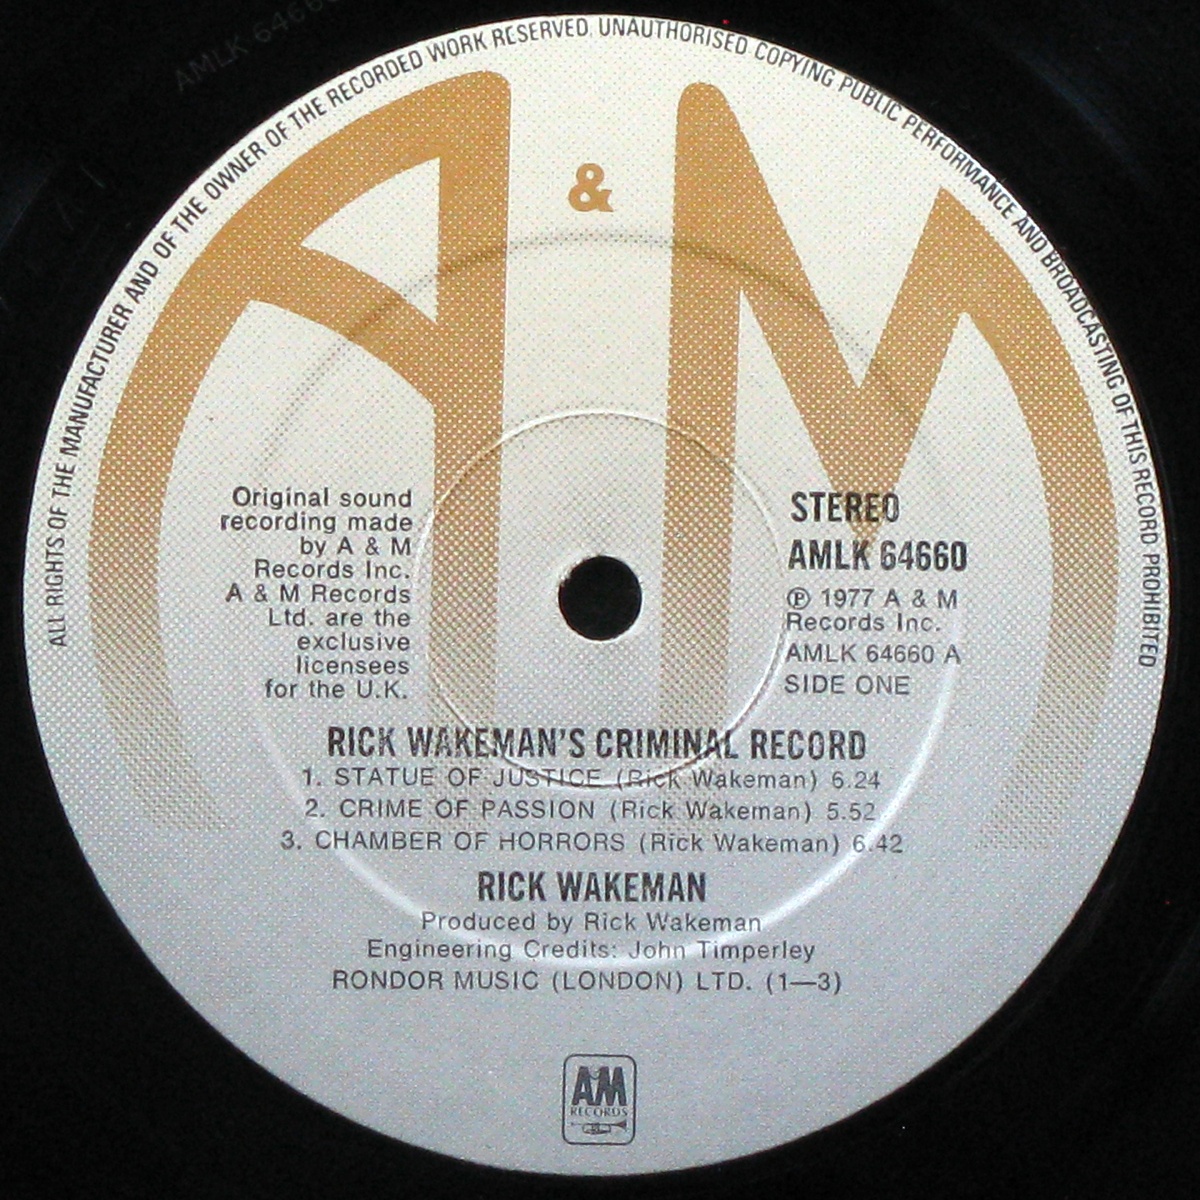 AMLK 64660
ALL RIGHTS OF THE MANUFACTURER AND OF THE OWNER OF THE RECORDED WORK RESERVED. UNAUTHORISED COPYING PUBLIC PERFORMANCE AND BROADCASTING OF THIS RECORD PROHIBITED
A & M
Original sound
recording made
by A & M
Records Inc.
A & M Records
Ltd. are the
exclusive
licensees
for the U.K.
STEREO
AMLK 64660
℗ 1977 A & M
Records Inc.
AMLK 64660 A
SIDE ONE
RICK WAKEMAN'S CRIMINAL RECORD
1. STATUE OF JUSTICE (Rick Wakeman) 6.24
2. CRIME OF PASSION (Rick Wakeman) 5.52
3. CHAMBER OF HORRORS (Rick Wakeman) 6.42
RICK WAKEMAN
Produced by Rick Wakeman
Engineering Credits: John Timperley
RONDOR MUSIC (LONDON) LTD. (1—3)
AM
RECORDS